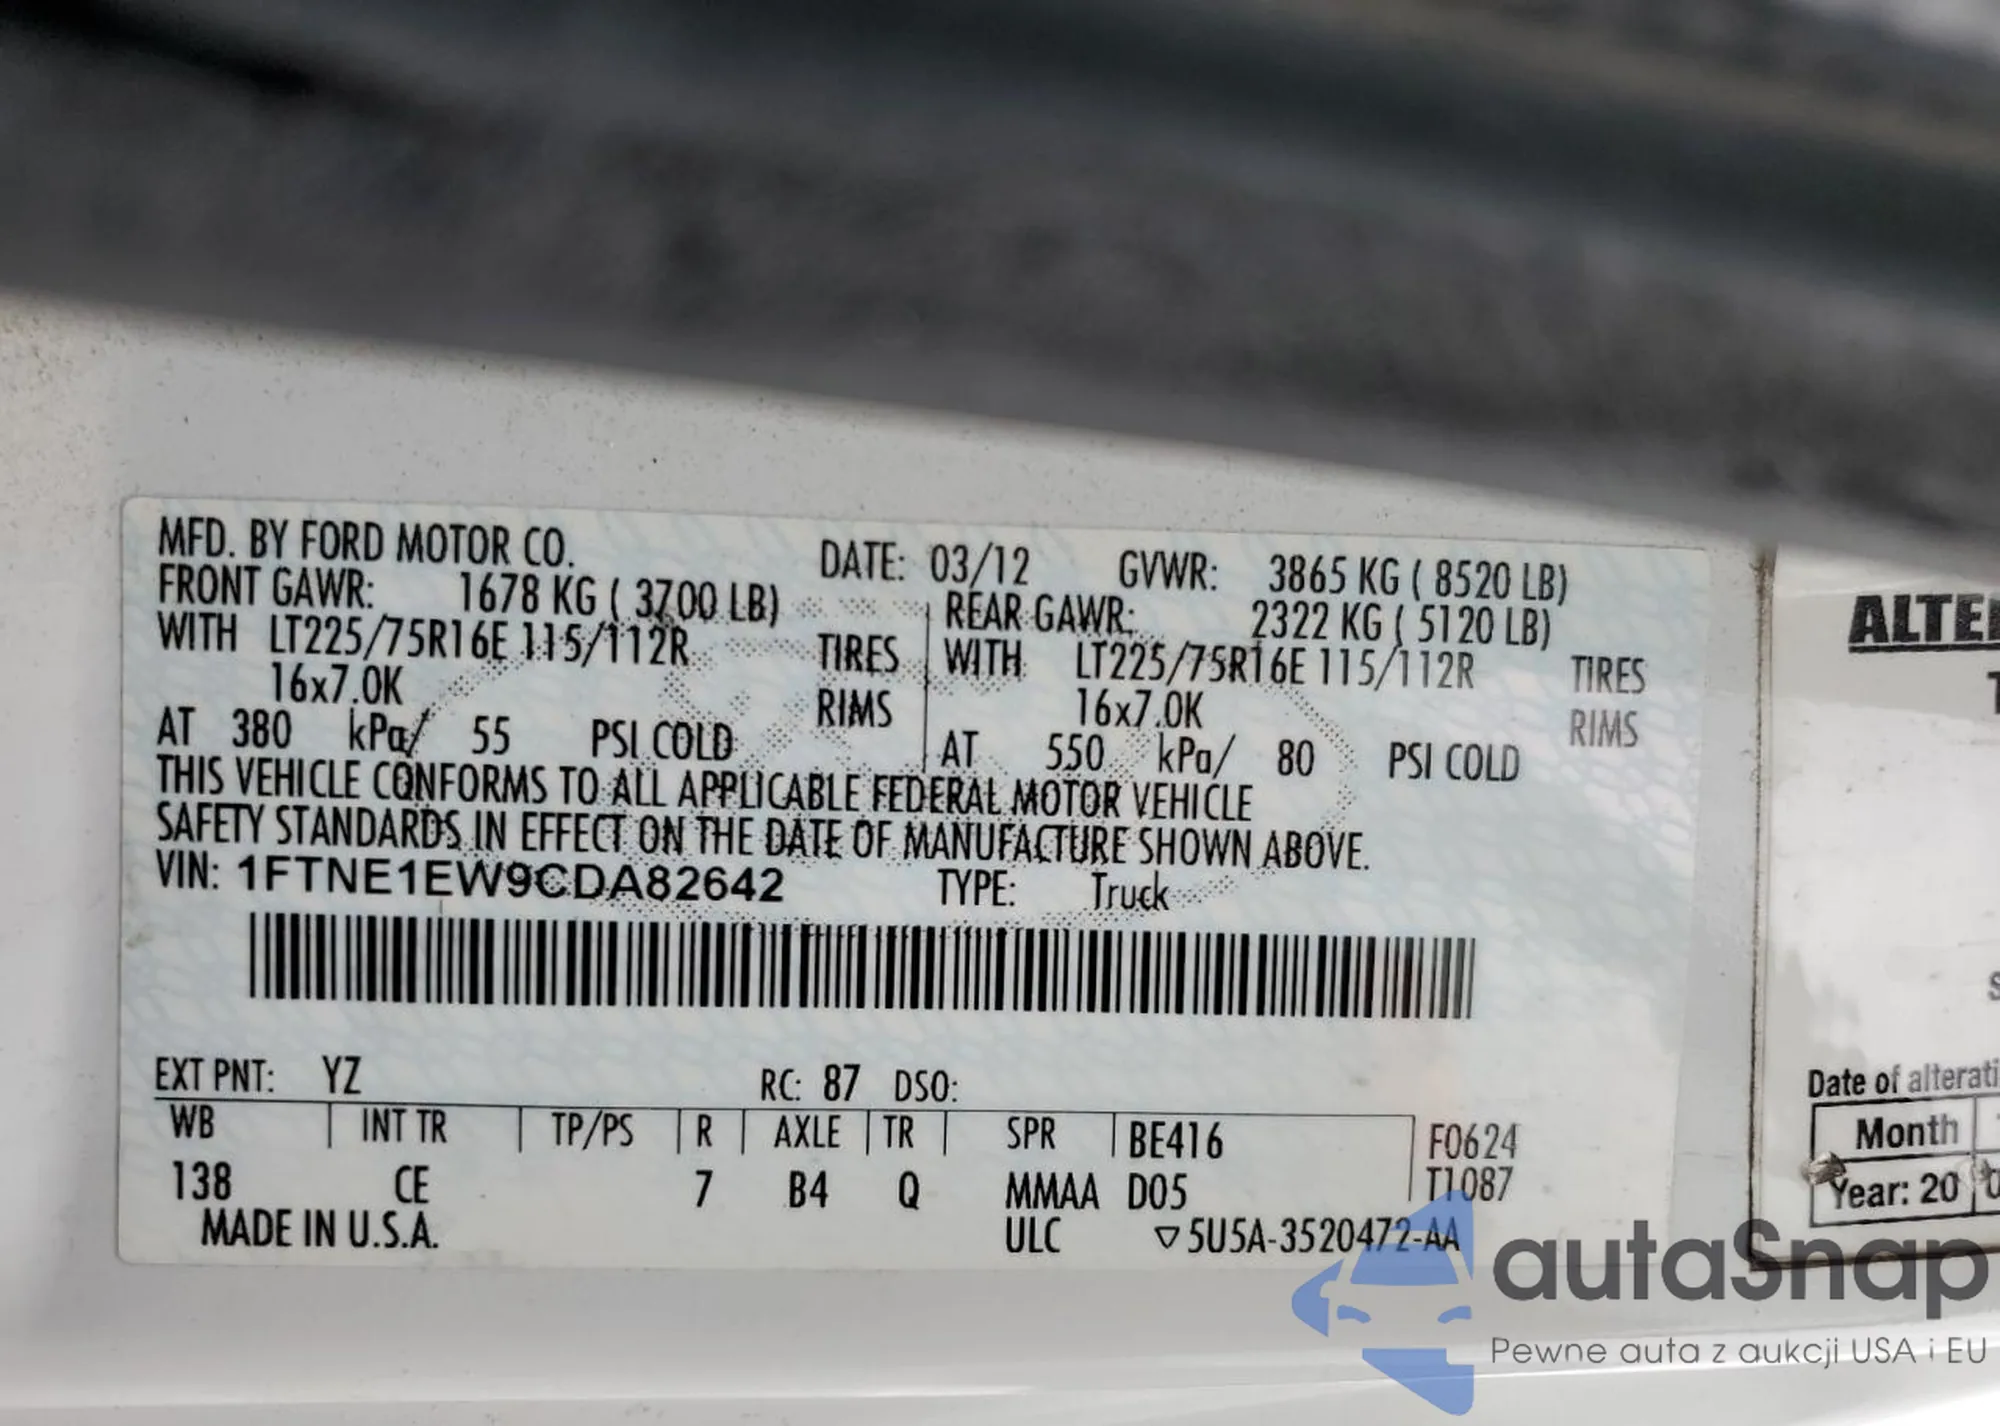 MFD. BY FORD MOTOR CO. DATE: 03/12 GVWR: 3865 KG ( 8520 LB)
FRONT GAWR: 1678 KG ( 3700 LB) REAR GAWR: 2322 KG ( 5120 LB)
WITH LT225/75R16E 115/112R TIRES WITH LT225/75R16E 115/112R TIRES
16x7.0K RIMS 16x7.0K RIMS
AT 380 kPa/ 55 PSI COLD AT 550 kPa/ 80 PSI COLD
THIS VEHICLE CONFORMS TO ALL APPLICABLE FEDERAL MOTOR VEHICLE
SAFETY STANDARDS IN EFFECT ON THE DATE OF MANUFACTURE SHOWN ABOVE.
VIN: 1FTNE1EW9CDA82642 TYPE: Truck
EXT PNT: YZ RC: 87 DSO:
WB INT TR TP/PS R AXLE TR SPR BE416 F0624
138 CE 7 B4 Q MMAA D05 T1087
MADE IN U.S.A. ULC ▽5U5A-3520472-AA
ALTE
Date of alterati
Month
Year: 20
autaSnap
Pewne auta z aukcji USA i EU